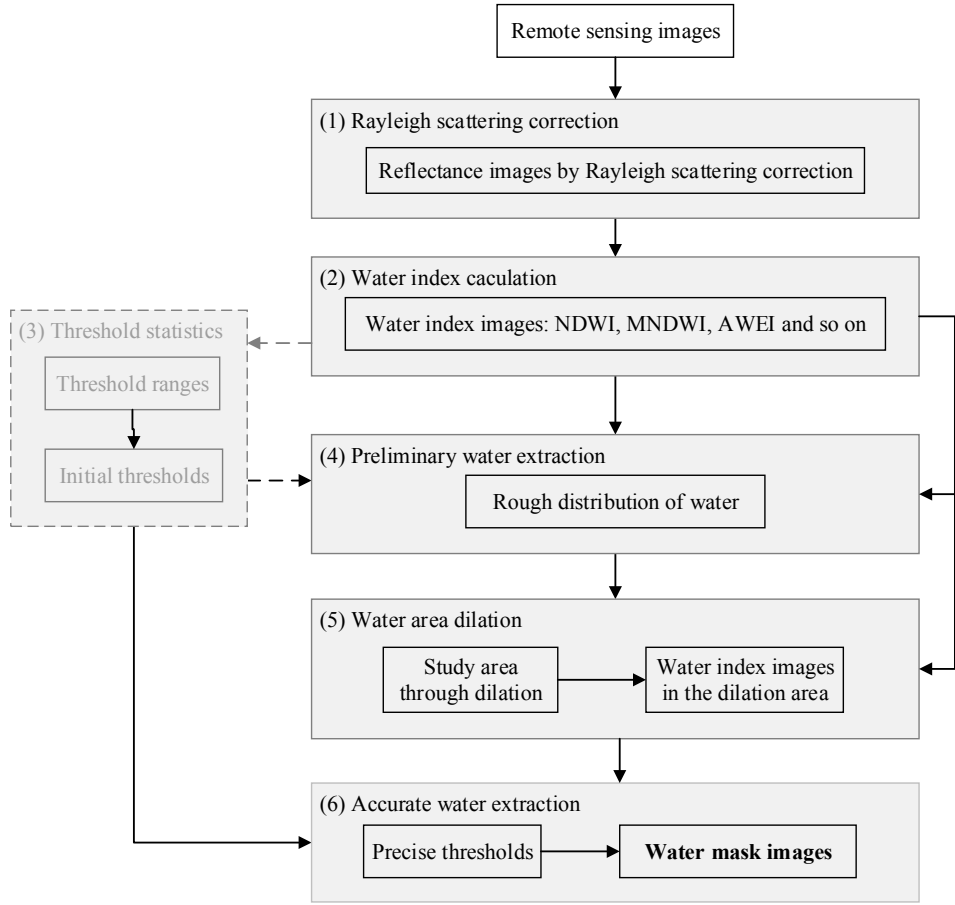 Remote sensing images
(1) Rayleigh scattering correction
Reflectance images by Rayleigh scattering correction
(2) Water index caculation
Water index images: NDWI, MNDWI, AWEI and so on
(3) Threshold statistics
Threshold ranges
Initial thresholds
(4) Preliminary water extraction
Rough distribution of water
(5) Water area dilation
Study area
through dilation
Water index images
in the dilation area
(6) Accurate water extraction
Precise thresholds
Water mask images